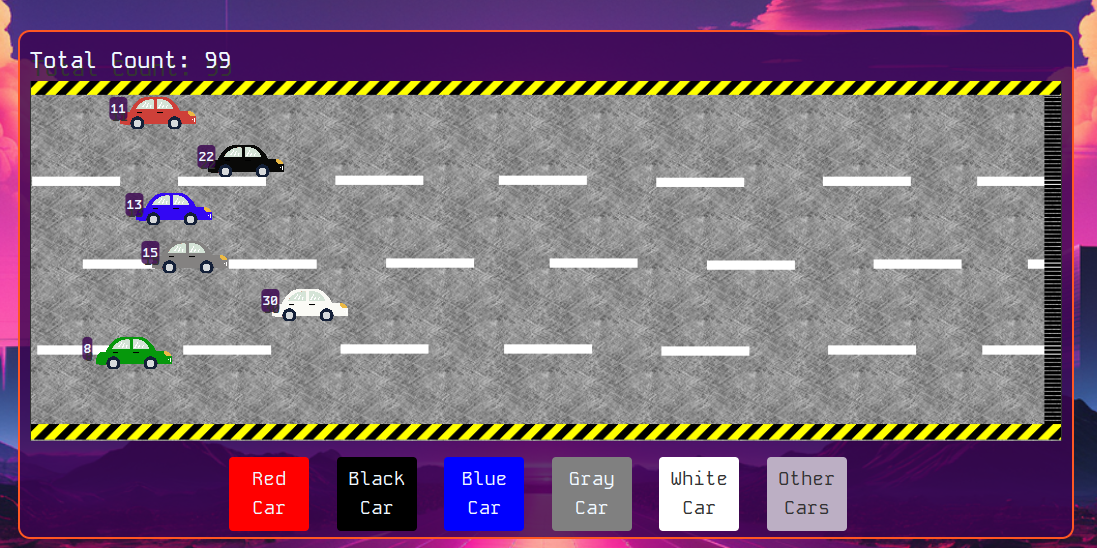 Total Count: 99
11
22
13
15
30
8
Red
Car
Black
Car
Blue
Car
Gray
Car
White
Car
Other
Cars